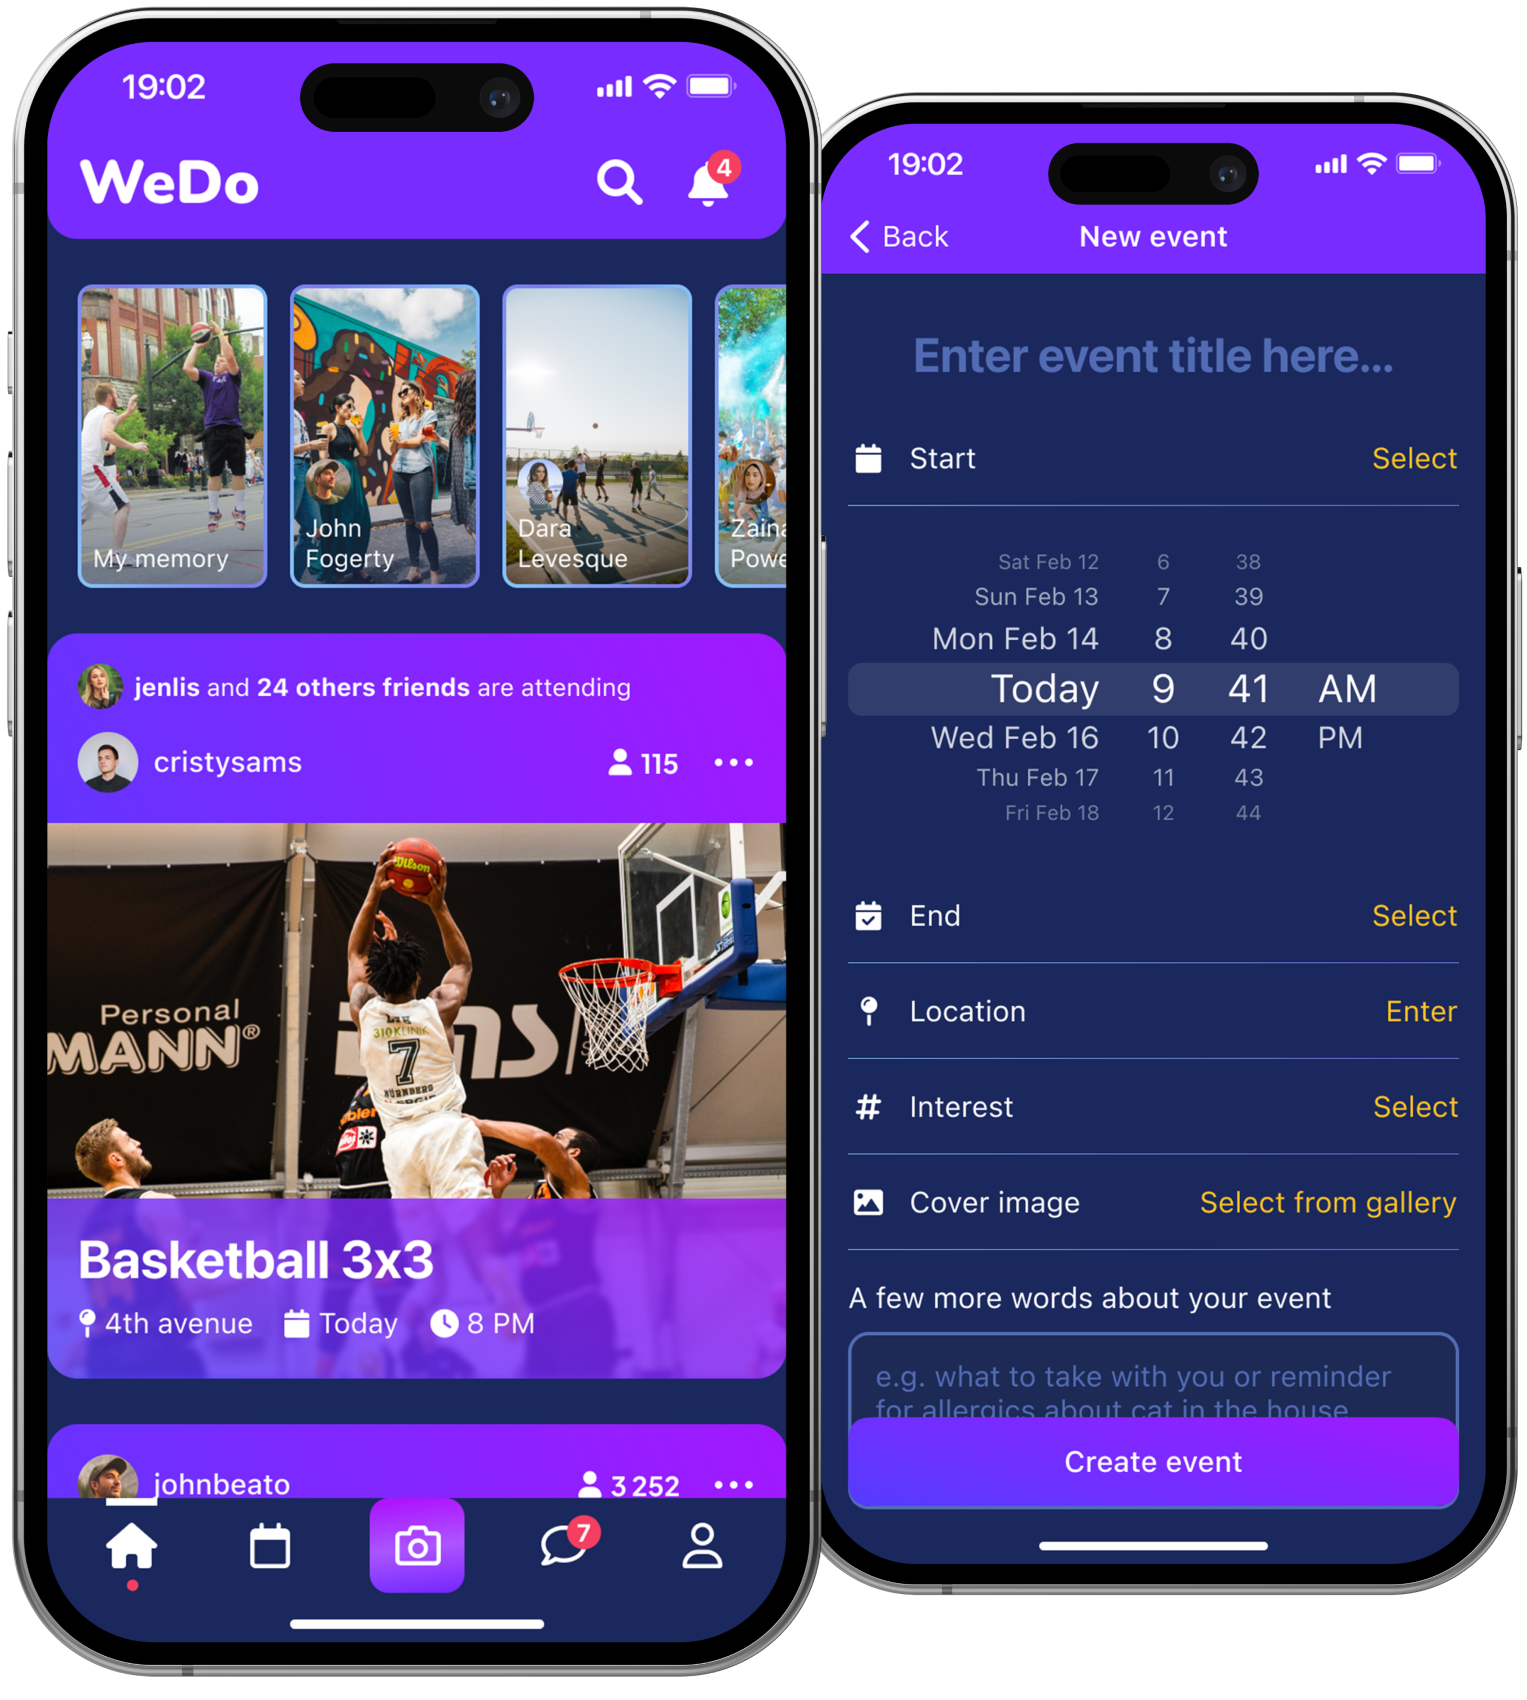 19:02
WeDo
4
My memory
John
Fogerty
Dara
Levesque
Zaina
Powe
jenlis and 24 others friends are attending
cristysams
115
Wilson
Personal
MANN®
310KLINIK
7
NÜRNBERG
Basketball 3x3
4th avenue Today 8 PM
johnbeato
3 252
7
19:02
Back
New event
Enter event title here...
Start Select
Sat Feb 12 6 38
Sun Feb 13 7 39
Mon Feb 14 8 40
Today 9 41 AM
Wed Feb 16 10 42 PM
Thu Feb 17 11 43
Fri Feb 18 12 44
End Select
Location Enter
Interest Select
Cover image Select from gallery
A few more words about your event
e.g. what to take with you or reminder
for allergics about cat in the house
Create event